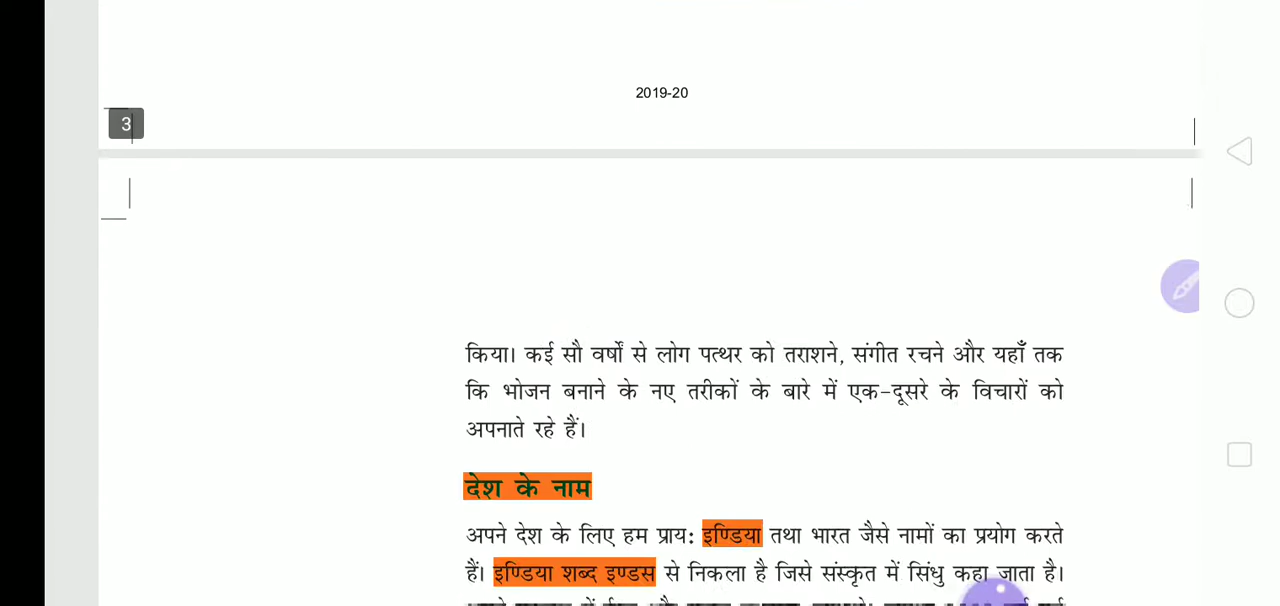 2019-20
3
किया। कई सौ वर्षों से लोग पत्थर को तराशने, संगीत रचने और यहाँ तक
कि भोजन बनाने के नए तरीकों के बारे में एक-दूसरे के विचारों को
अपनाते रहे हैं।
देश के नाम
अपने देश के लिए हम प्राय: इण्डिया तथा भारत जैसे नामों का प्रयोग करते
हैं। इण्डिया शब्द इण्डस से निकला है जिसे संस्कृत में सिंधु कहा जाता है।